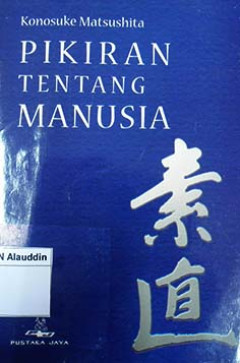 Konosuke Matsushita
PIKIRAN
TENTANG
MANUSIA
素直
N Alauddin
PUSTAKA JAYA